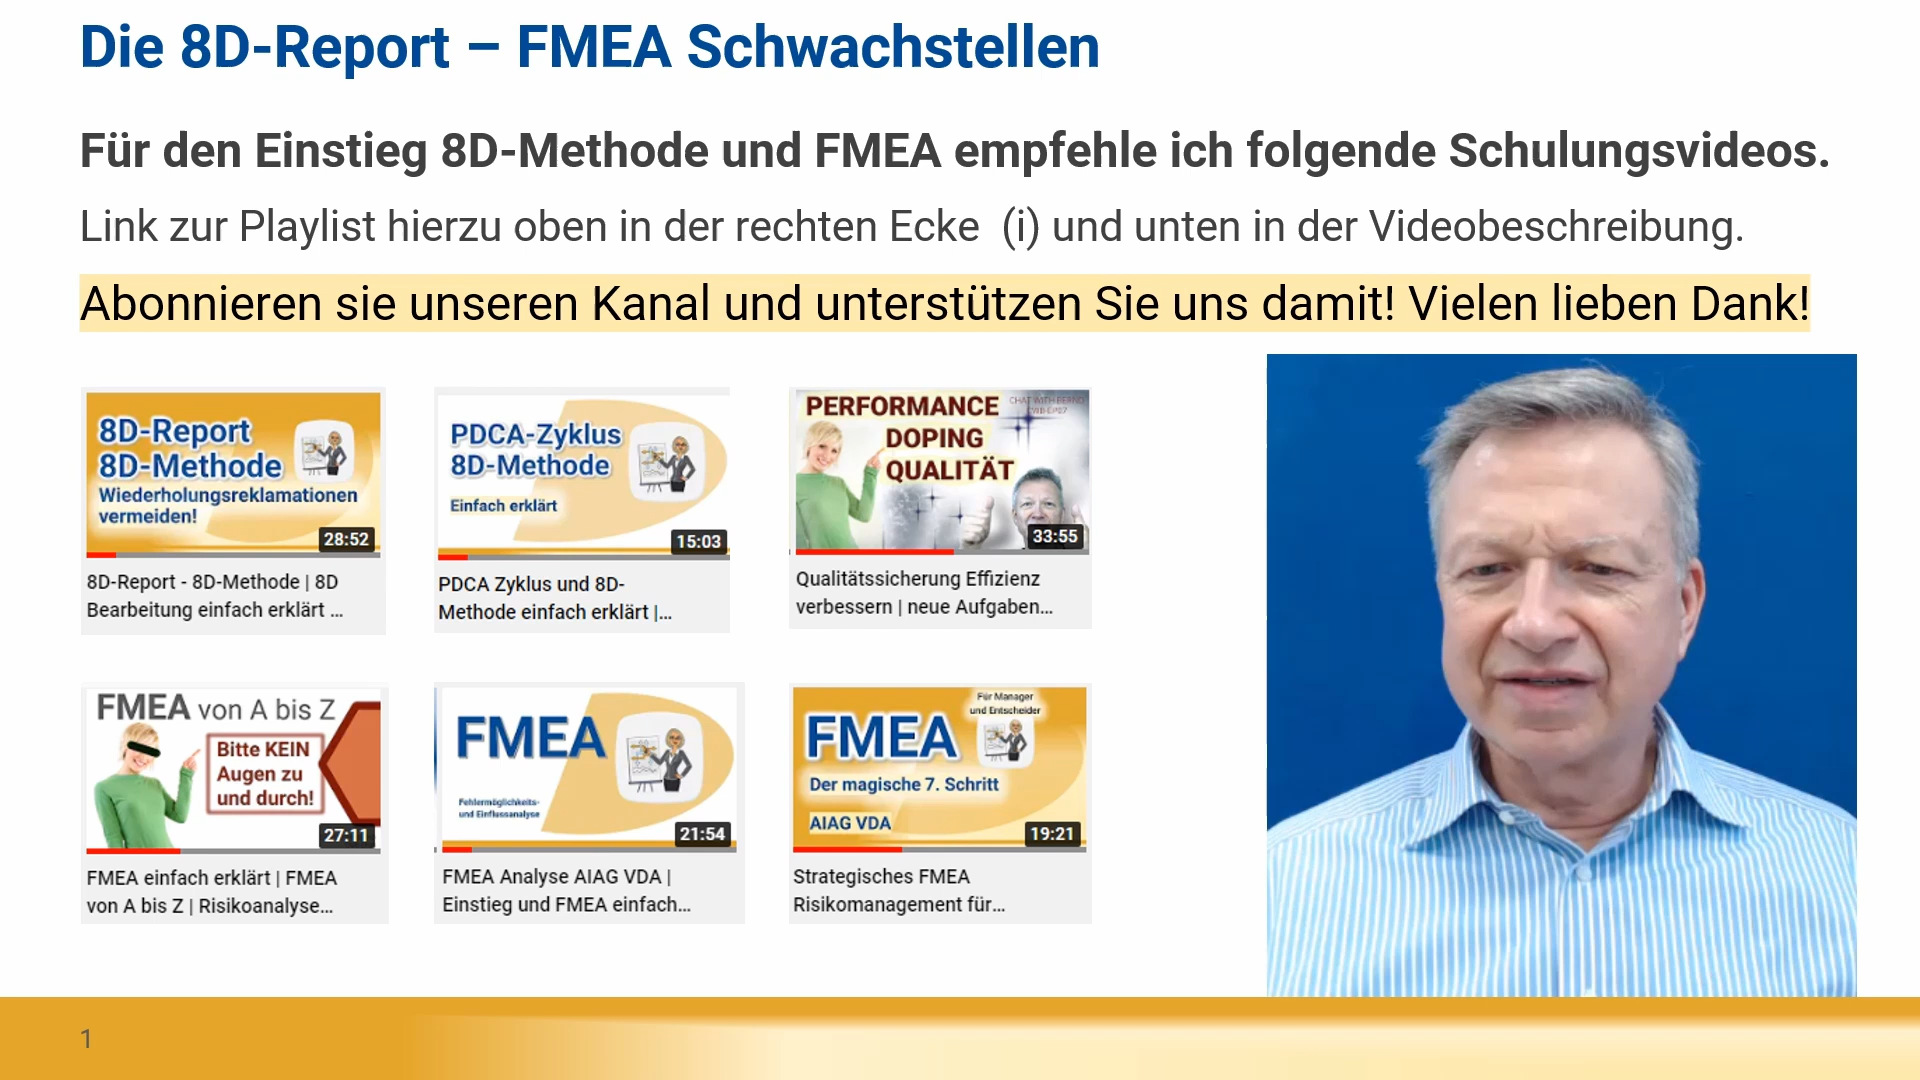 Die 8D-Report – FMEA Schwachstellen
Für den Einstieg 8D-Methode und FMEA empfehle ich folgende Schulungsvideos.
Link zur Playlist hierzu oben in der rechten Ecke (i) und unten in der Videobeschreibung.
Abonnieren sie unseren Kanal und unterstützen Sie uns damit! Vielen lieben Dank!
8D-Report
8D-Methode
Wiederholungsreklamationen
vermeiden!
28:52
8D-Report - 8D-Methode | 8D
Bearbeitung einfach erklärt ...
PDCA-Zyklus
8D-Methode
Einfach erklärt
15:03
PDCA Zyklus und 8D-
Methode einfach erklärt |...
CHAT WITH BERND
PERFORMANCE
DOPING
QUALITÄT
33:55
Qualitätssicherung Effizienz
verbessern | neue Aufgaben...
FMEA von A bis Z
Bitte KEIN
Augen zu
und durch!
27:11
FMEA einfach erklärt | FMEA
von A bis Z | Risikoanalyse...
FMEA
Fehlermöglichkeits-
und Einflussanalyse
21:54
FMEA Analyse AIAG VDA |
Einstieg und FMEA einfach...
Für Manager
und Entscheider
FMEA
Der magische 7. Schritt
AIAG VDA
19:21
Strategisches FMEA
Risikomanagement für...
1